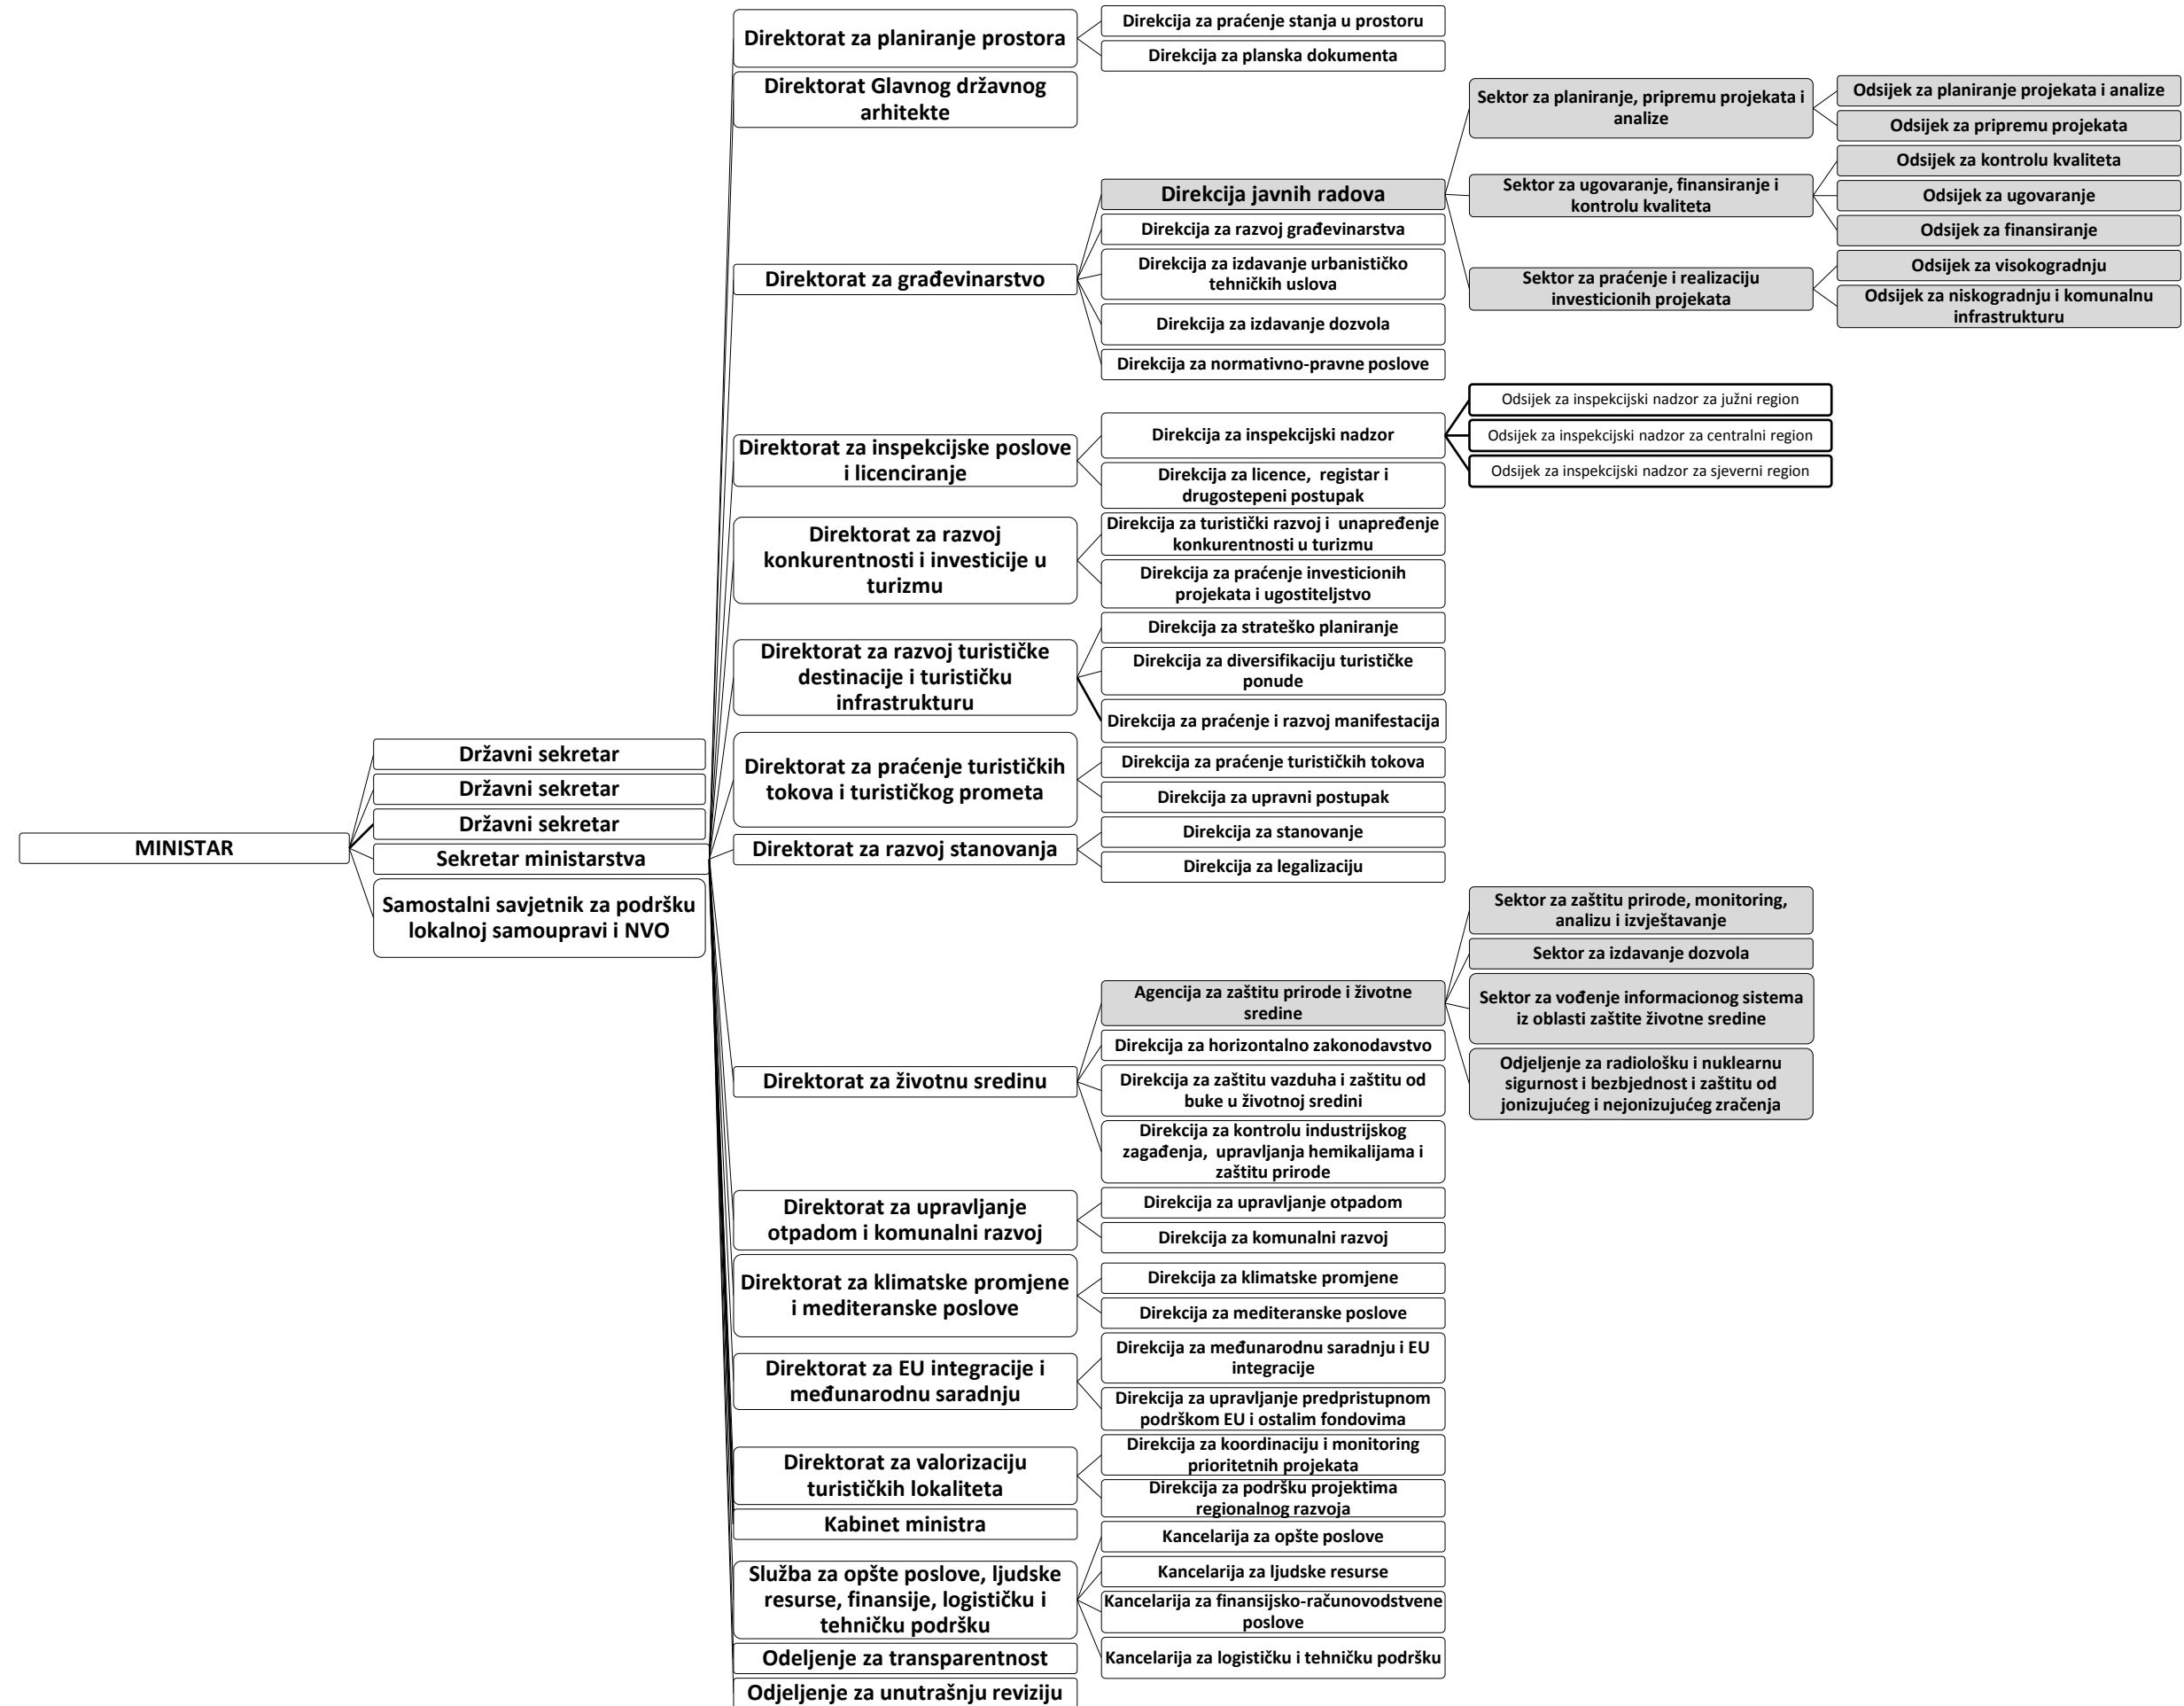 MINISTAR
Državni sekretar
Državni sekretar
Državni sekretar
Sekretar ministarstva
Samostalni savjetnik za podršku
lokalnoj samoupravi i NVO
Direktorat za planiranje prostora
Direkcija za praćenje stanja u prostoru
Direkcija za planska dokumenta
Direktorat Glavnog državnog
arhitekte
Direktorat za građevinarstvo
Direkcija javnih radova
Sektor za planiranje, pripremu projekata i
analize
Odsijek za planiranje projekata i analize
Odsijek za pripremu projekata
Sektor za ugovaranje, finansiranje i
kontrolu kvaliteta
Odsijek za kontrolu kvaliteta
Odsijek za ugovaranje
Odsijek za finansiranje
Sektor za praćenje i realizaciju
investicionih projekata
Odsijek za visokogradnju
Odsijek za niskogradnju i komunalnu
infrastrukturu
Direkcija za razvoj građevinarstva
Direkcija za izdavanje urbanističko
tehničkih uslova
Direkcija za izdavanje dozvola
Direkcija za normativno-pravne poslove
Direktorat za inspekcijske poslove
i licenciranje
Direkcija za inspekcijski nadzor
Odsijek za inspekcijski nadzor za južni region
Odsijek za inspekcijski nadzor za centralni region
Odsijek za inspekcijski nadzor za sjeverni region
Direkcija za licence, registar i
drugostepeni postupak
Direktorat za razvoj
konkurentnosti i investicije u
turizmu
Direkcija za turistički razvoj i unapređenje
konkurentnosti u turizmu
Direkcija za praćenje investicionih
projekata i ugostiteljstvo
Direktorat za razvoj turističke
destinacije i turističku
infrastrukturu
Direkcija za strateško planiranje
Direkcija za diversifikaciju turističke
ponude
Direkcija za praćenje i razvoj manifestacija
Direktorat za praćenje turističkih
tokova i turističkog prometa
Direkcija za praćenje turističkih tokova
Direkcija za upravni postupak
Direktorat za razvoj stanovanja
Direkcija za stanovanje
Direkcija za legalizaciju
Direktorat za životnu sredinu
Agencija za zaštitu prirode i životne
sredine
Sektor za zaštitu prirode, monitoring,
analizu i izvještavanje
Sektor za izdavanje dozvola
Sektor za vođenje informacionog sistema
iz oblasti zaštite životne sredine
Odjeljenje za radiološku i nuklearnu
sigurnost i bezbjednost i zaštitu od
jonizujućeg i nejonizujućeg zračenja
Direkcija za horizontalno zakonodavstvo
Direkcija za zaštitu vazduha i zaštitu od
buke u životnoj sredini
Direkcija za kontrolu industrijskog
zagađenja, upravljanja hemikalijama i
zaštitu prirode
Direktorat za upravljanje
otpadom i komunalni razvoj
Direkcija za upravljanje otpadom
Direkcija za komunalni razvoj
Direktorat za klimatske promjene
i mediteranske poslove
Direkcija za klimatske promjene
Direkcija za mediteranske poslove
Direktorat za EU integracije i
međunarodnu saradnju
Direkcija za međunarodnu saradnju i EU
integracije
Direkcija za upravljanje predpristupnom
podrškom EU i ostalim fondovima
Direktorat za valorizaciju
turističkih lokaliteta
Direkcija za koordinaciju i monitoring
prioritetnih projekata
Direkcija za podršku projektima
regionalnog razvoja
Kabinet ministra
Služba za opšte poslove, ljudske
resurse, finansije, logističku i
tehničku podršku
Kancelarija za opšte poslove
Kancelarija za ljudske resurse
Kancelarija za finansijsko-računovodstvene
poslove
Kancelarija za logističku i tehničku podršku
Odeljenje za transparentnost
Odjeljenje za unutrašnju reviziju